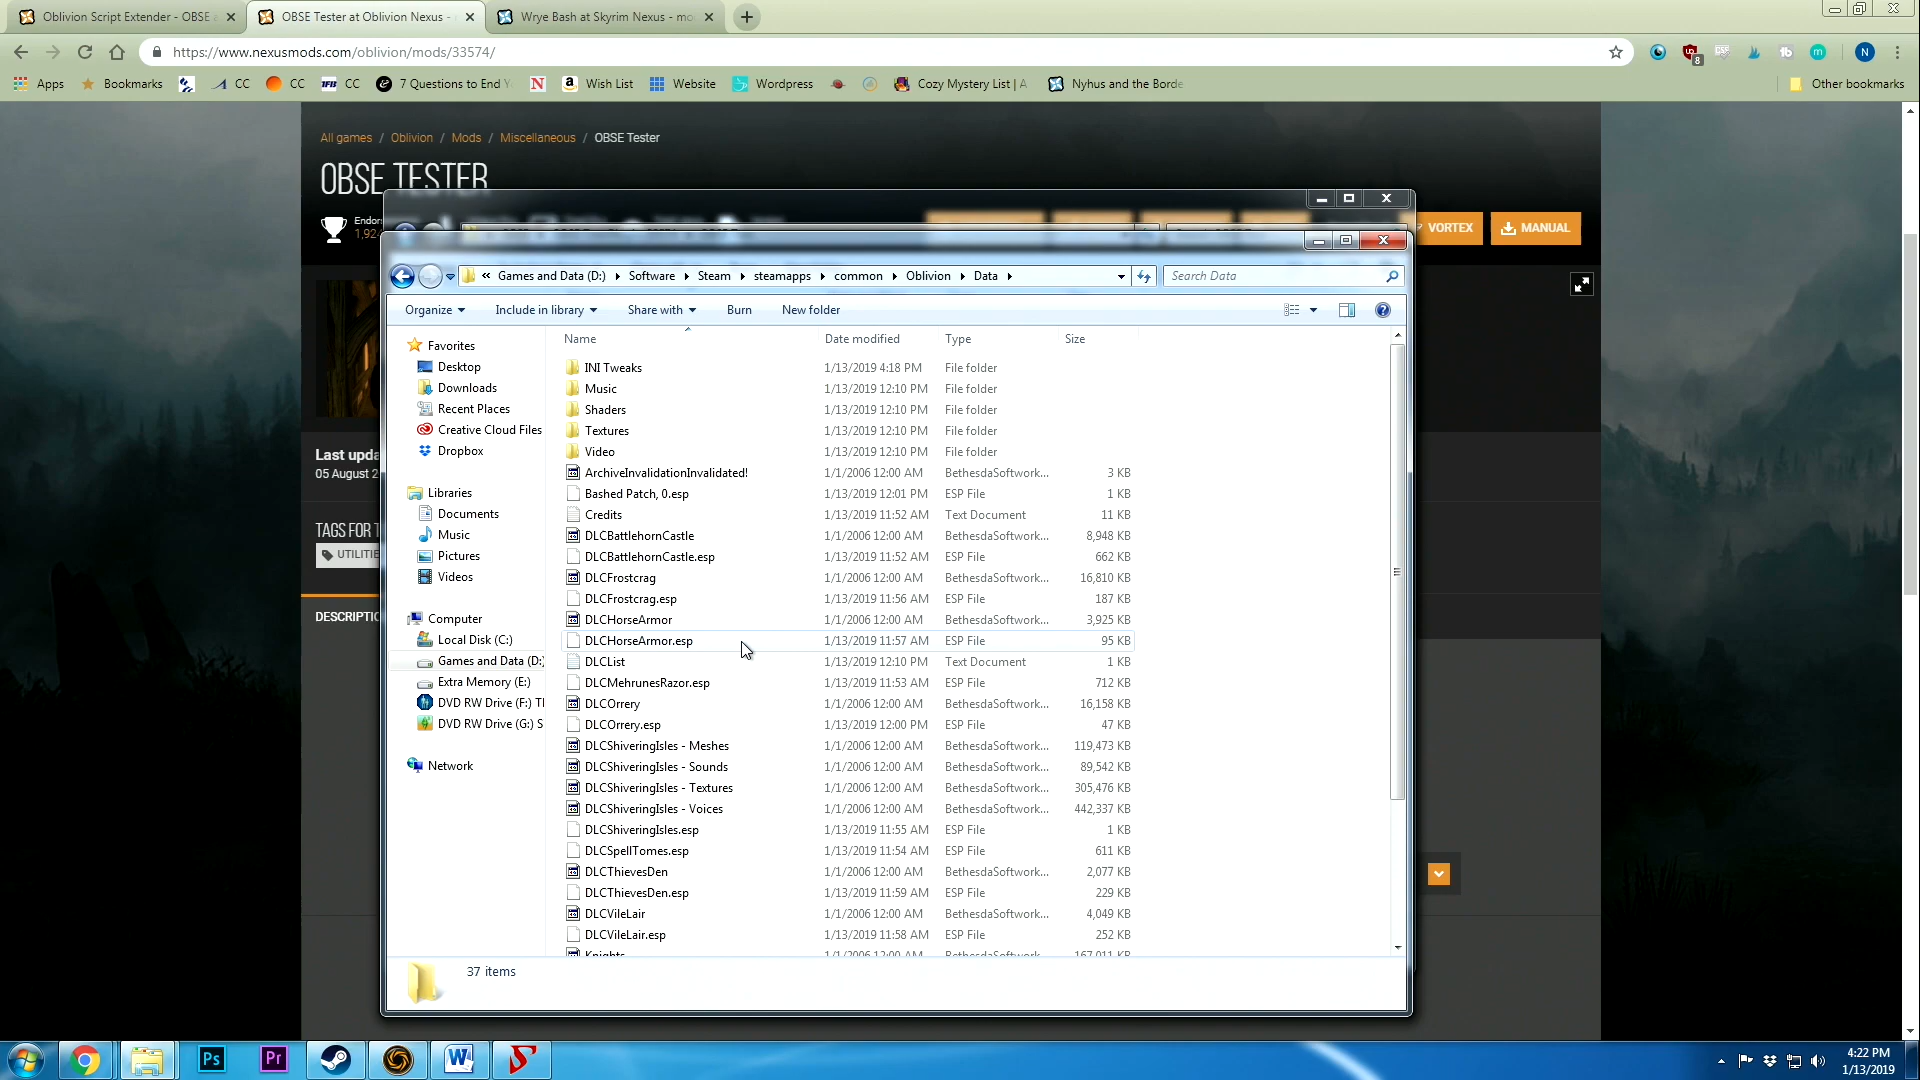 Oblivion Script Extender - OBSE a
OBSE Tester at Oblivion Nexus -
Wrye Bash at Skyrim Nexus - mo
https://www.nexusmods.com/oblivion/mods/33574/
8
N
Apps
Bookmarks
CC
CC
CC
7 Questions to End Y
Wish List
Website
Wordpress
Cozy Mystery List | A
Nyhus and the Borde
Other bookmarks
All games / Oblivion / Mods / Miscellaneous / OBSE Tester
OBSE TESTER
Endor
1,92
VORTEX
MANUAL
Last upda
05 August 2
TAGS FOR T
UTILITIE
DESCRIPTIO
« Games and Data (D:) Software Steam steamapps common Oblivion Data
Search Data
Organize Include in library Share with Burn New folder
Favorites
Desktop
Downloads
Recent Places
Creative Cloud Files
Dropbox
Libraries
Documents
Music
Pictures
Videos
Computer
Local Disk (C:)
Games and Data (D:)
Extra Memory (E:)
DVD RW Drive (F:) T
DVD RW Drive (G:) S
Network
Name Date modified Type Size
INI Tweaks 1/13/2019 4:18 PM File folder
Music 1/13/2019 12:10 PM File folder
Shaders 1/13/2019 12:10 PM File folder
Textures 1/13/2019 12:10 PM File folder
Video 1/13/2019 12:10 PM File folder
ArchiveInvalidationInvalidated! 1/1/2006 12:00 AM BethesdaSoftwork... 3 KB
Bashed Patch, 0.esp 1/13/2019 12:01 PM ESP File 1 KB
Credits 1/13/2019 11:52 AM Text Document 11 KB
DLCBattlehornCastle 1/1/2006 12:00 AM BethesdaSoftwork... 8,948 KB
DLCBattlehornCastle.esp 1/13/2019 11:52 AM ESP File 662 KB
DLCFrostcrag 1/1/2006 12:00 AM BethesdaSoftwork... 16,810 KB
DLCFrostcrag.esp 1/13/2019 11:56 AM ESP File 187 KB
DLCHorseArmor 1/1/2006 12:00 AM BethesdaSoftwork... 3,925 KB
DLCHorseArmor.esp 1/13/2019 11:57 AM ESP File 95 KB
DLCList 1/13/2019 12:10 PM Text Document 1 KB
DLCMehrunesRazor.esp 1/13/2019 11:53 AM ESP File 712 KB
DLCOrrery 1/1/2006 12:00 AM BethesdaSoftwork... 16,158 KB
DLCOrrery.esp 1/13/2019 12:00 PM ESP File 47 KB
DLCShiveringIsles - Meshes 1/1/2006 12:00 AM BethesdaSoftwork... 119,473 KB
DLCShiveringIsles - Sounds 1/1/2006 12:00 AM BethesdaSoftwork... 89,542 KB
DLCShiveringIsles - Textures 1/1/2006 12:00 AM BethesdaSoftwork... 305,476 KB
DLCShiveringIsles - Voices 1/1/2006 12:00 AM BethesdaSoftwork... 442,337 KB
DLCShiveringIsles.esp 1/13/2019 11:55 AM ESP File 1 KB
DLCSpellTomes.esp 1/13/2019 11:54 AM ESP File 611 KB
DLCThievesDen 1/1/2006 12:00 AM BethesdaSoftwork... 2,077 KB
DLCThievesDen.esp 1/13/2019 11:59 AM ESP File 229 KB
DLCVileLair 1/1/2006 12:00 AM BethesdaSoftwork... 4,049 KB
DLCVileLair.esp 1/13/2019 11:58 AM ESP File 252 KB
Knights 1/1/2006 12:00 AM BethesdaSoftwork... 167,011 KB
37 items
Ps
Pr
4:22 PM
1/13/2019